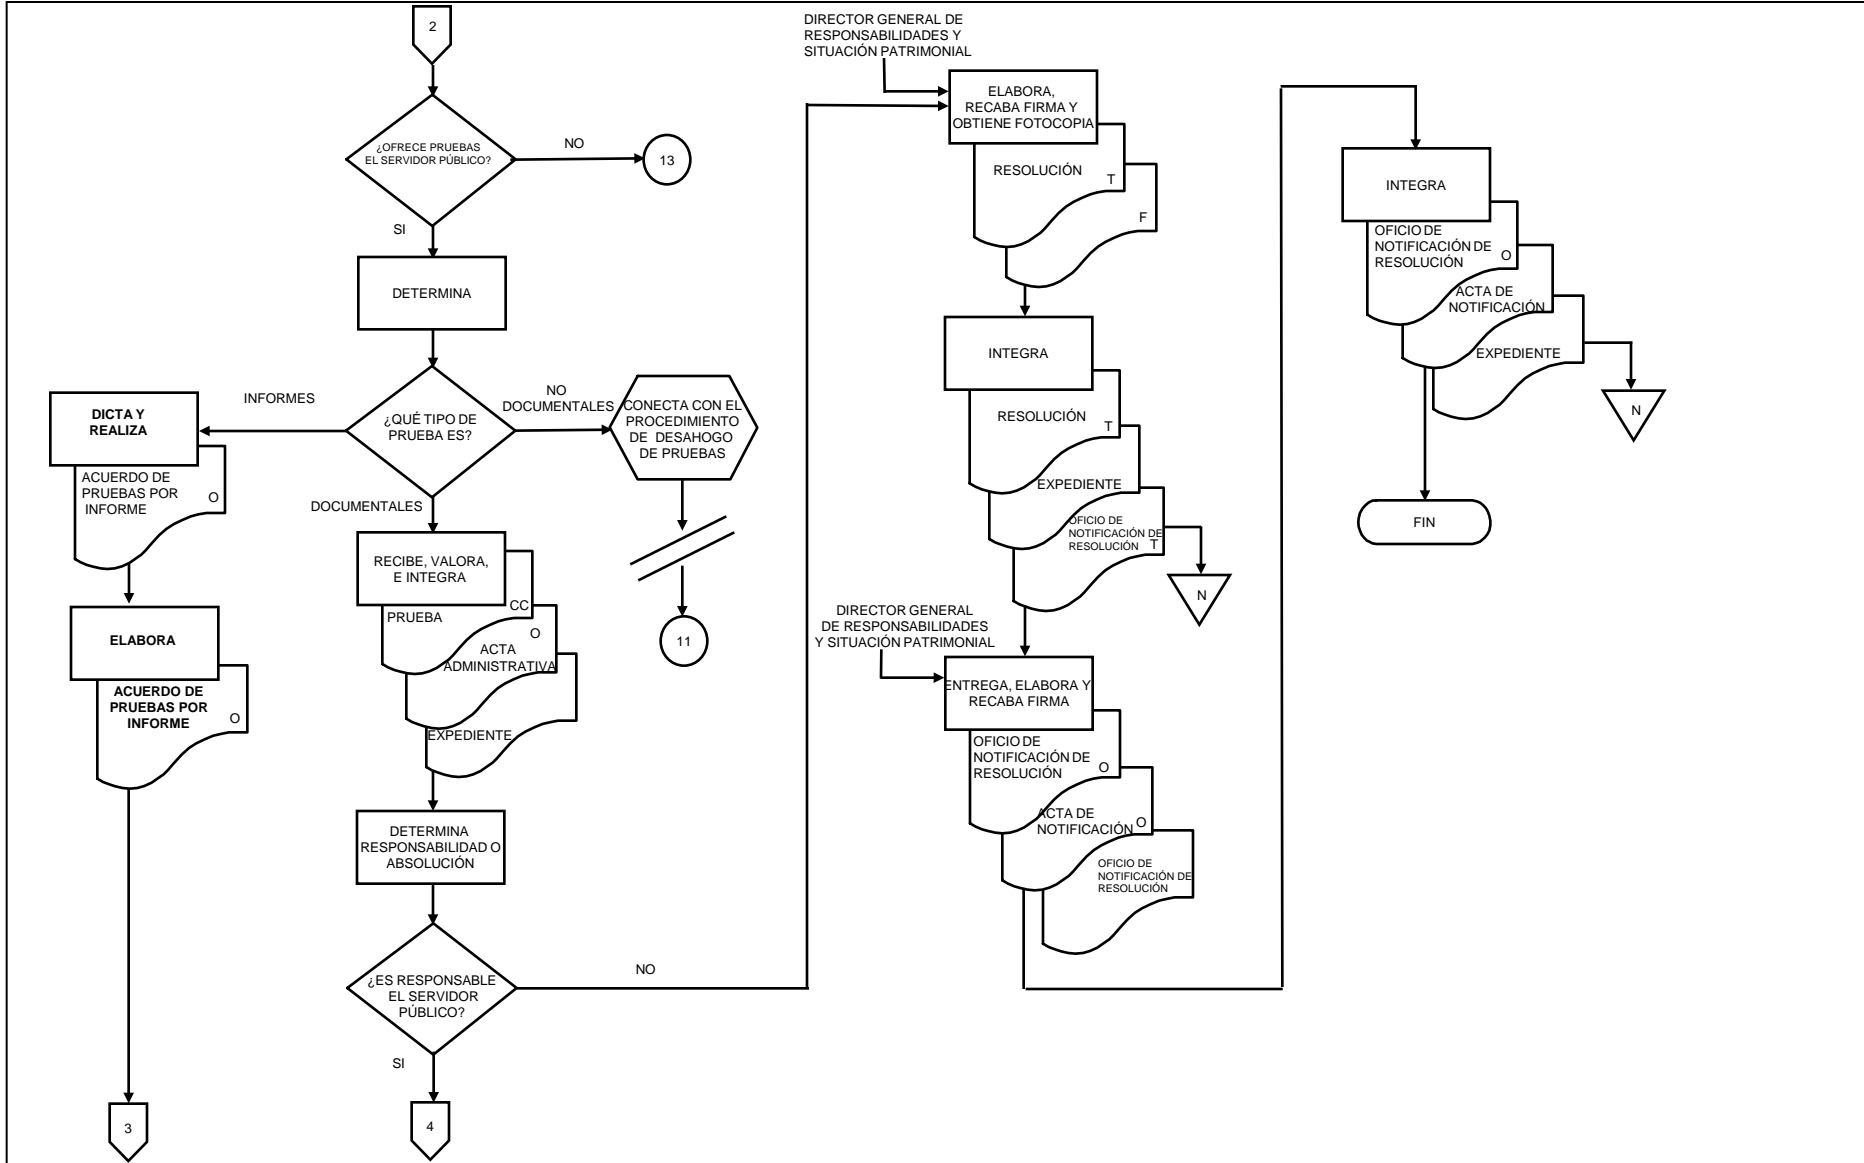 2
¿OFRECE PRUEBAS
EL SERVIDOR PÚBLICO?
NO
13
SI
DETERMINA
¿QUÉ TIPO DE
PRUEBA ES?
INFORMES
DICTA Y
REALIZA
ACUERDO DE
PRUEBAS POR
INFORME
O
ELABORA
ACUERDO DE
PRUEBAS POR
INFORME
O
3
NO
DOCUMENTALES
CONECTA CON EL
PROCEDIMIENTO
DE DESAHOGO
DE PRUEBAS
11
DOCUMENTALES
RECIBE, VALORA,
E INTEGRA
PRUEBA
CC
O
ACTA
ADMINISTRATIVA
EXPEDIENTE
DETERMINA
RESPONSABILIDAD O
ABSOLUCIÓN
¿ES RESPONSABLE
EL SERVIDOR
PÚBLICO?
NO
SI
4
DIRECTOR GENERAL DE
RESPONSABILIDADES Y
SITUACIÓN PATRIMONIAL
ELABORA,
RECABA FIRMA Y
OBTIENE FOTOCOPIA
RESOLUCIÓN
T
F
INTEGRA
RESOLUCIÓN
T
EXPEDIENTE
OFICIO DE
NOTIFICACIÓN DE
RESOLUCIÓN
T
N
DIRECTOR GENERAL
DE RESPONSABILIDADES
Y SITUACIÓN PATRIMONIAL
ENTREGA, ELABORA Y
RECABA FIRMA
OFICIO DE
NOTIFICACIÓN DE
RESOLUCIÓN
O
ACTA DE
NOTIFICACIÓN
O
OFICIO DE
NOTIFICACIÓN DE
RESOLUCIÓN
INTEGRA
OFICIO DE
NOTIFICACIÓN DE
RESOLUCIÓN
O
ACTA DE
NOTIFICACIÓN
EXPEDIENTE
N
FIN